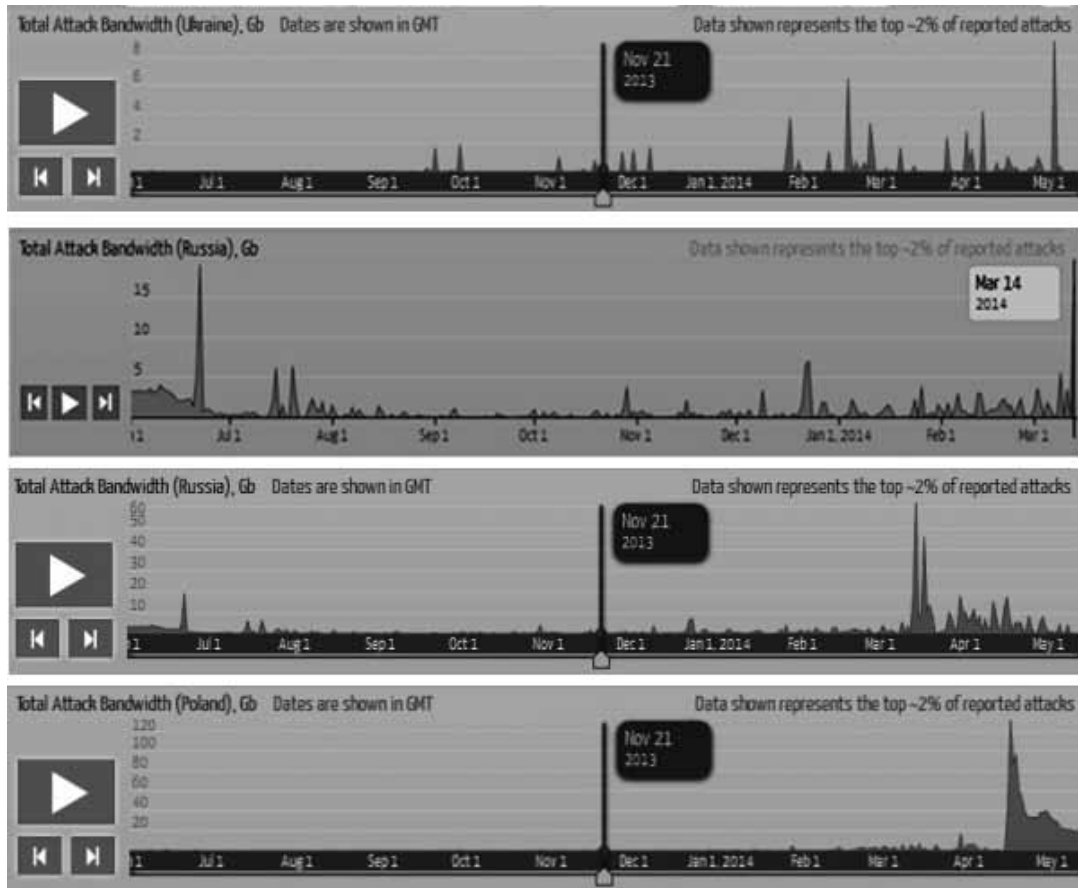 Total Attack Bandwidth (Ukraine), Gb Dates are shown in GMT Data shown represents the top ~2% of reported attacks
8
6
4
2
Nov 21
2013
1 Jul 1 Aug 1 Sep 1 Oct 1 Nov 1 Dec 1 Jan 1, 2014 Feb 1 Mar 1 Apr 1 May 1
Total Attack Bandwidth (Russia), Gb Data shown represents the top ~2% of reported attacks
15
10
5
Mar 14
2014
1 Jul 1 Aug 1 Sep 1 Oct 1 Nov 1 Dec 1 Jan 1, 2014 Feb 1 Mar 1
Total Attack Bandwidth (Russia), Gb Dates are shown in GMT Data shown represents the top ~2% of reported attacks
60
50
40
30
20
10
Nov 21
2013
1 Jul 1 Aug 1 Sep 1 Oct 1 Nov 1 Dec 1 Jan 1, 2014 Feb 1 Mar 1 Apr 1 May 1
Total Attack Bandwidth (Poland), Gb Dates are shown in GMT Data shown represents the top ~2% of reported attacks
120
100
80
60
40
20
Nov 21
2013
1 Jul 1 Aug 1 Sep 1 Oct 1 Nov 1 Dec 1 Jan 1, 2014 Feb 1 Mar 1 Apr 1 May 1